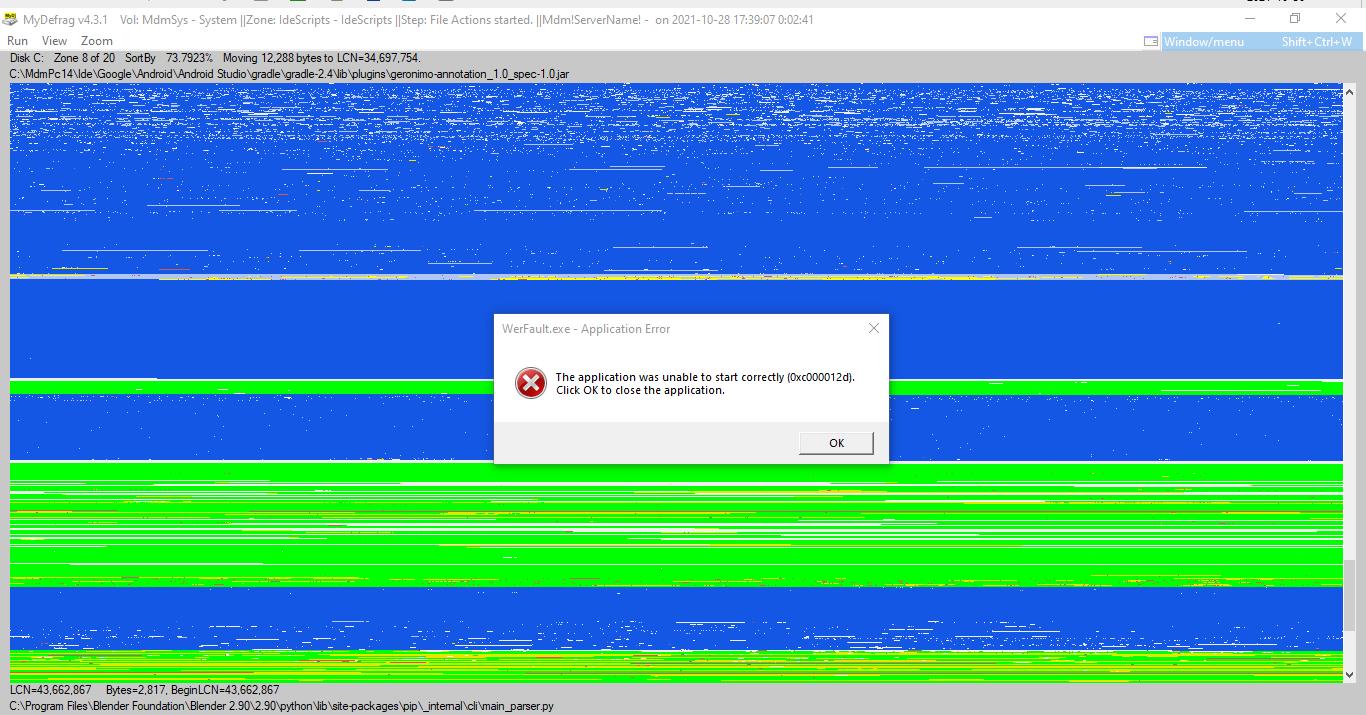 MyDefrag v4.3.1    Vol: MdmSys - System ||Zone: IdeScripts - IdeScripts ||Step: File Actions started. ||Mdm!ServerName! -  on 2021-10-28 17:39:07 0:02:41
Run View Zoom
Window/menu Shift+Ctrl+W
Disk C:   Zone 8 of 20   SortBy   73.7923%   Moving 12,288 bytes to LCN=34,697,754.
C:\MdmPc14\Ide\Google\Android\Android Studio\gradle\gradle-2.4\lib\plugins\geronimo-annotation_1.0_spec-1.0.jar
WerFault.exe - Application Error
The application was unable to start correctly (0xc000012d).
Click OK to close the application.
OK
LCN=43,662,867    Bytes=2,817, BeginLCN=43,662,867
C:\Program Files\Blender Foundation\Blender 2.90\2.90\python\lib\site-packages\pip\_internal\cli\main_parser.py